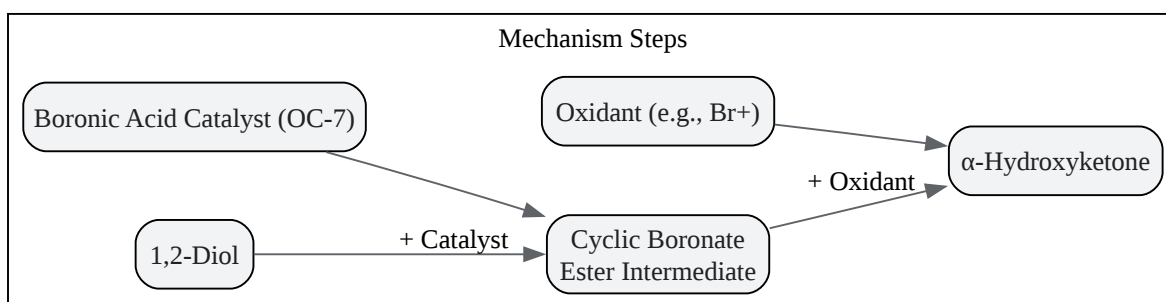 Mechanism Steps
Boronic Acid Catalyst (OC-7)
Oxidant (e.g., Br+)
α-Hydroxyketone
+ Oxidant
1,2-Diol
+ Catalyst
Cyclic Boronate
Ester Intermediate